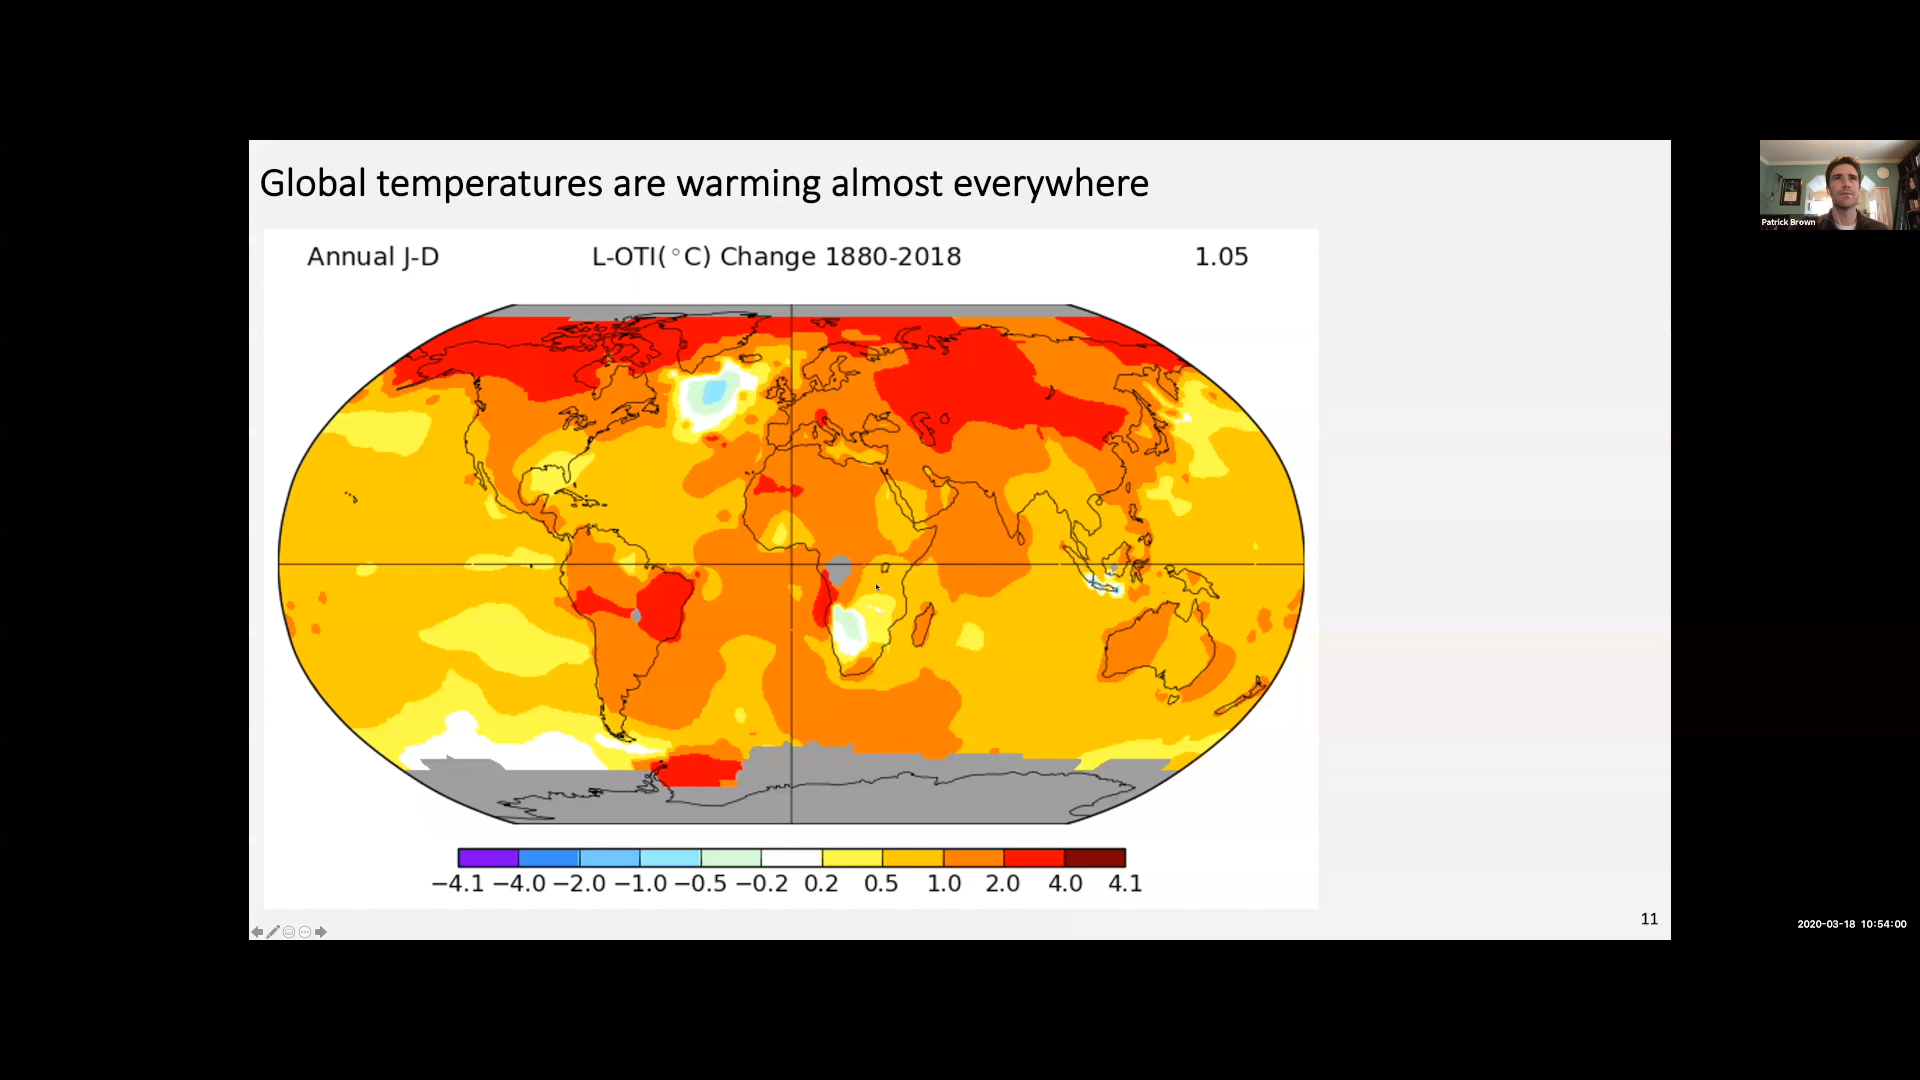 Global temperatures are warming almost everywhere
Annual J-D L-OTI(°C) Change 1880-2018 1.05
Patrick Brown
−4.1 −4.0 −2.0 −1.0 −0.5 −0.2 0.2 0.5 1.0 2.0 4.0 4.1
11
2020-03-18 10:54:00